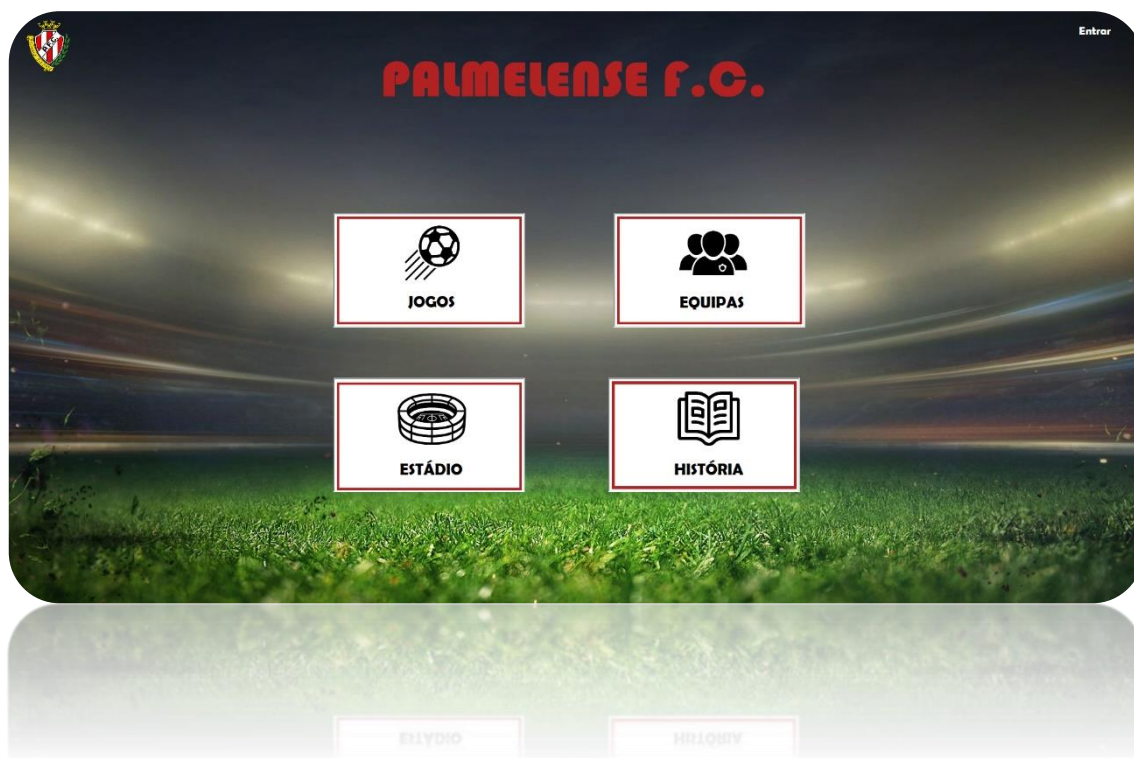 Entrar
PALMELENSE F.C.
JOGOS
EQUIPAS
ESTÁDIO
HISTÓRIA